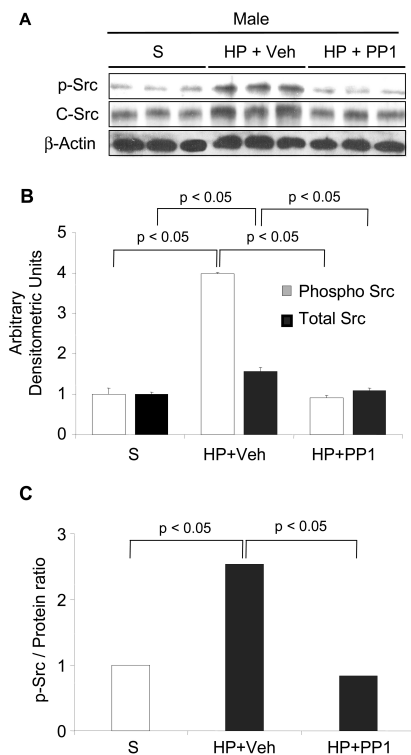 A
Male
S HP + Veh HP + PP1
p-Src
C-Src
β-Actin
B
p < 0.05 p < 0.05
p < 0.05 p < 0.05
Arbitrary
Densitometric Units
5
4
3
2
1
0
Phospho Src
Total Src
S HP+Veh HP+PP1
C
p < 0.05 p < 0.05
p-Src / Protein ratio
3
2
1
0
S HP+Veh HP+PP1